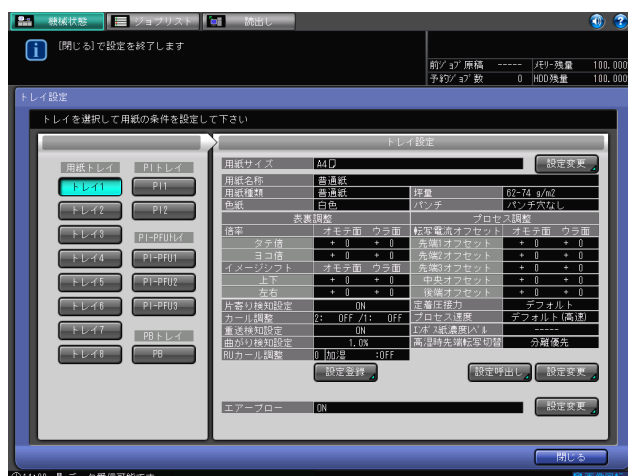 機械状態 ジョブリスト 読出し
[閉じる]で設定を終了します
前ジョブ原稿 ----- メモリー残量 100.000
予約ジョブ数 0 HDD残量 100.000
トレイ設定
トレイを選択して用紙の条件を設定して下さい
トレイ設定
用紙トレイ PIトレイ
トレイ1 PI1
トレイ2 PI2
トレイ3 PI-PFUトレイ
トレイ4 PI-PFU1
トレイ5 PI-PFU2
トレイ6 PI-PFU3
トレイ7 PBトレイ
トレイ8 PB
用紙サイズ A4 設定変更
用紙名称 普通紙
用紙種類 普通紙 坪量 62-74 g/m2
色紙 白色 パンチ パンチ穴なし
表裏調整 プロセス調整
倍率 オモテ面 ウラ面 転写電流オフセット オモテ面 ウラ面
タテ倍 + 0 + 0 先端1オフセット + 0 + 0
ヨコ倍 + 0 + 0 先端2オフセット + 0 + 0
イメージシフト オモテ面 ウラ面 先端3オフセット + 0 + 0
上下 + 0 + 0 中央オフセット + 0 + 0
左右 + 0 + 0 後端オフセット + 0 + 0
片寄り検知設定 ON 定着圧接力 デフォルト
カール調整 2: OFF /1: OFF プロセス速度 デフォルト(高速)
重送検知設定 ON エンボス紙濃度レベル -----
曲がり検知設定 1.0% 高湿時先端転写切替 分離優先
RUカール調整 0 加湿 :OFF
設定登録 設定呼出し 設定変更
エアーブロー ON 設定変更
閉じる